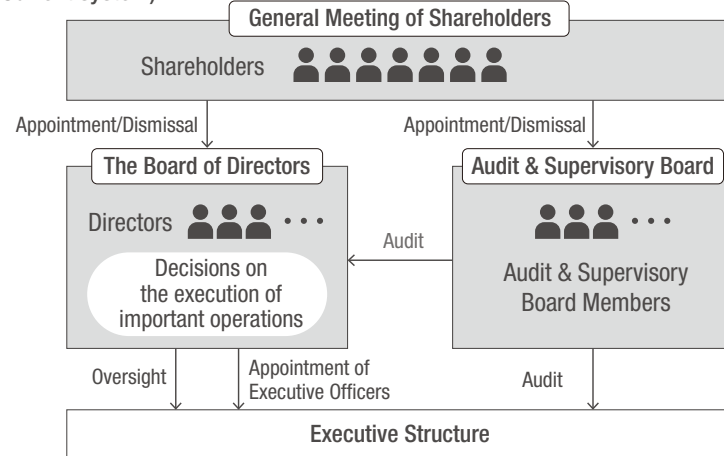 General Meeting of Shareholders
Shareholders
Appointment/Dismissal
Appointment/Dismissal
The Board of Directors
Audit & Supervisory Board
Directors
• • •
• • •
Audit
Decisions on
the execution of
important operations
Audit & Supervisory
Board Members
Oversight
Appointment of
Executive Officers
Audit
Executive Structure